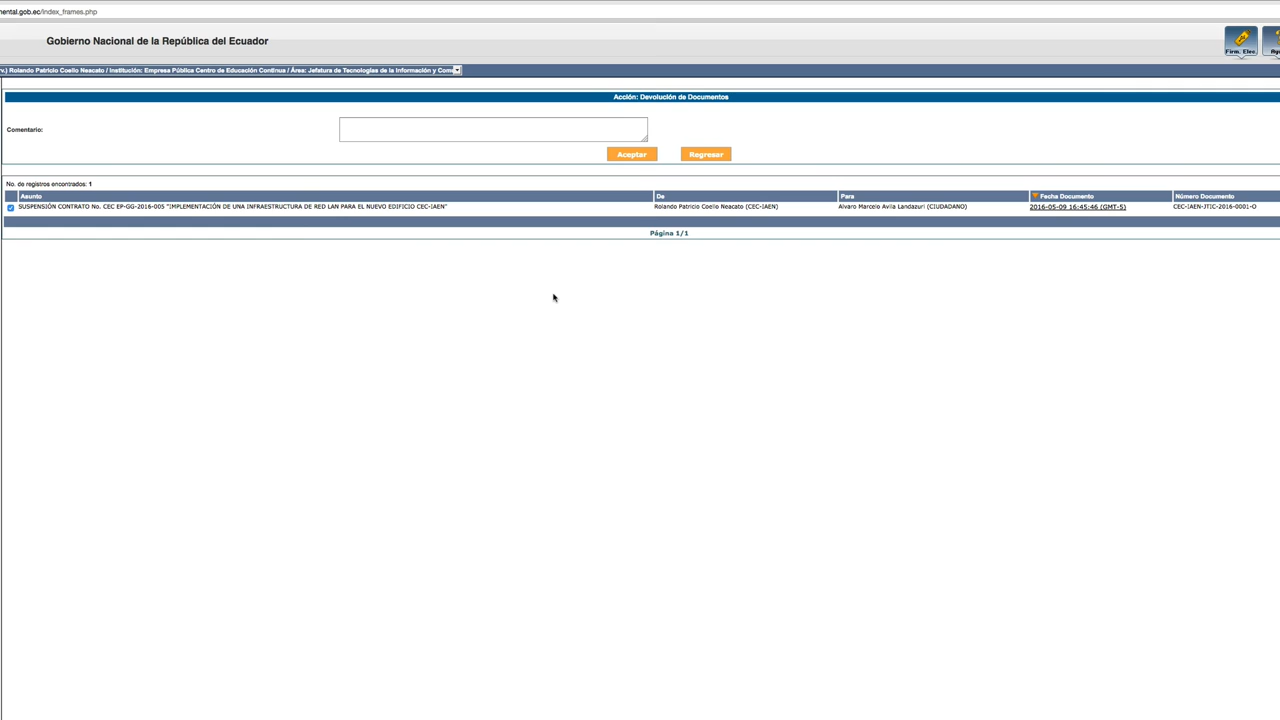 mental.gob.ec/index_frames.php
Gobierno Nacional de la República del Ecuador
Firm. Elec.
rv.) Rolando Patricio Coello Neacato / Institución: Empresa Pública Centro de Educación Continua / Área: Jefatura de Tecnologías de la Información y Com
Acción: Devolución de Documentos
Comentario:
Aceptar Regresar
No. de registros encontrados: 1
Asunto De Para Fecha Documento Número Documento
SUSPENSIÓN CONTRATO No. CEC EP-GG-2016-005 "IMPLEMENTACIÓN DE UNA INFRAESTRUCTURA DE RED LAN PARA EL NUEVO EDIFICIO CEC-IAEN" Rolando Patricio Coello Neacato (CEC-IAEN) Alvaro Marcelo Avila Landazuri (CIUDADANO) 2016-05-09 16:45:46 (GMT-5) CEC-IAEN-JTIC-2016-0001-O
Página 1/1